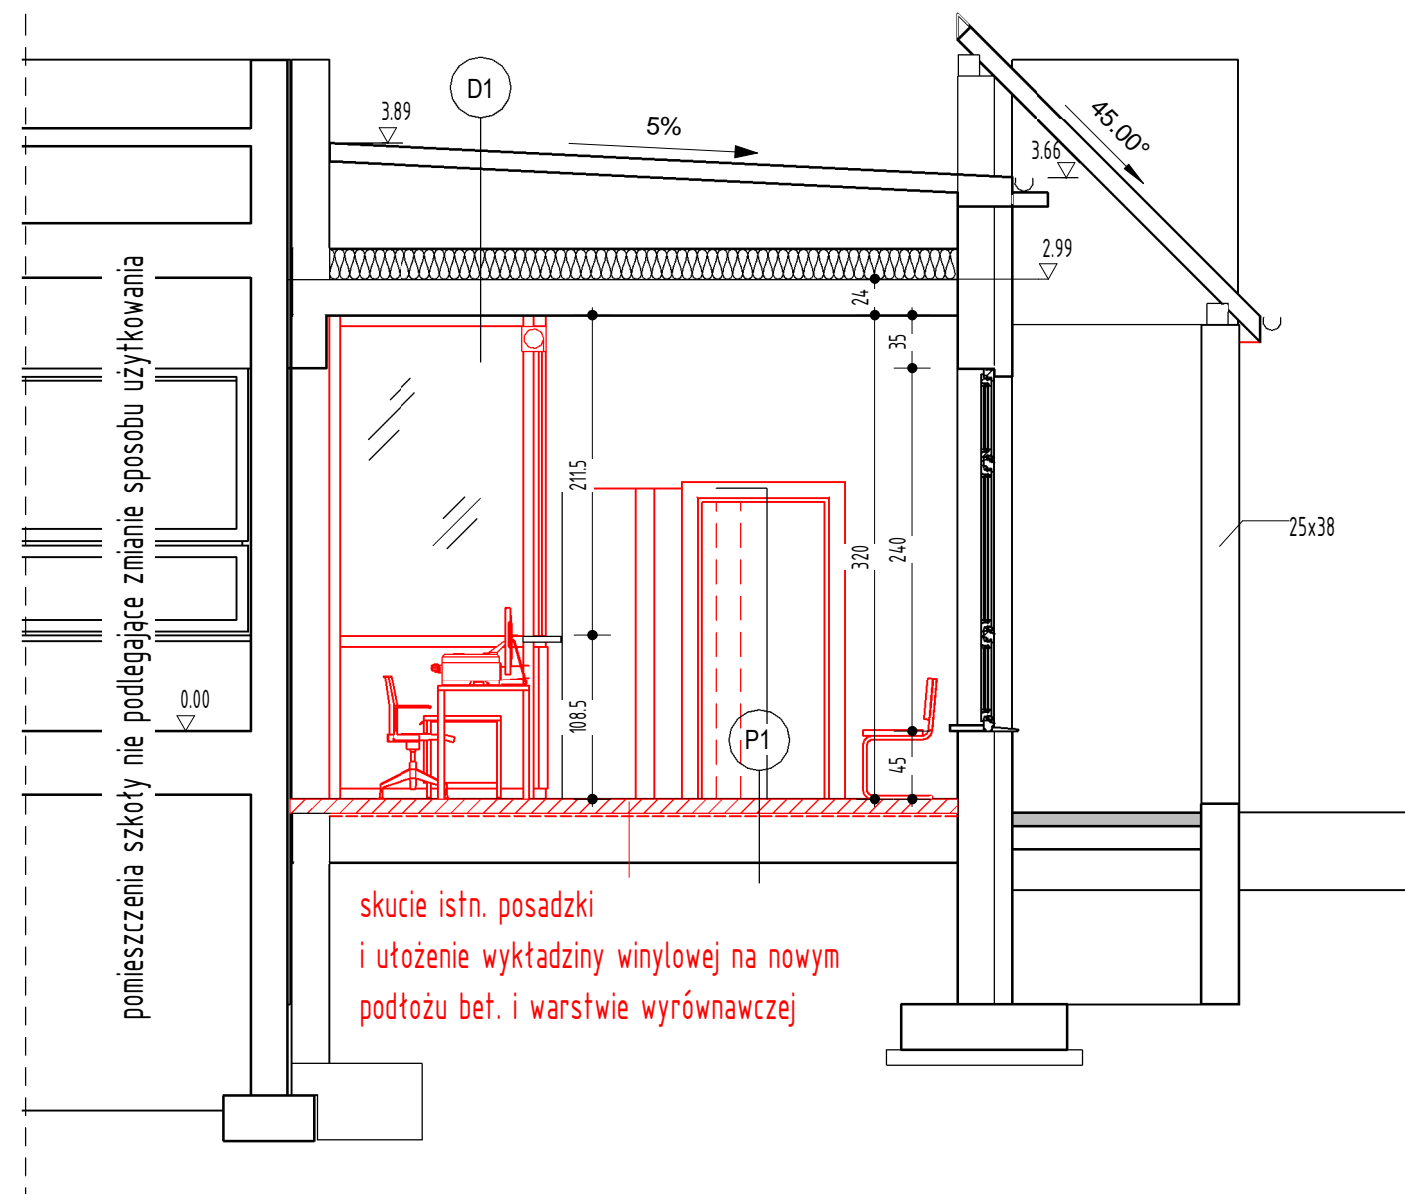 D1
3.89
5%
45.00°
3.66
2.99
24
35
pomieszczenia szkoły nie podlegające zmianie sposobu użytkowania
211.5
320
240
25x38
0.00
108.5
P1
45
skucie istn. posadzki
i ułożenie wykładziny winylowej na nowym
podłożu bet. i warstwie wyrównawczej